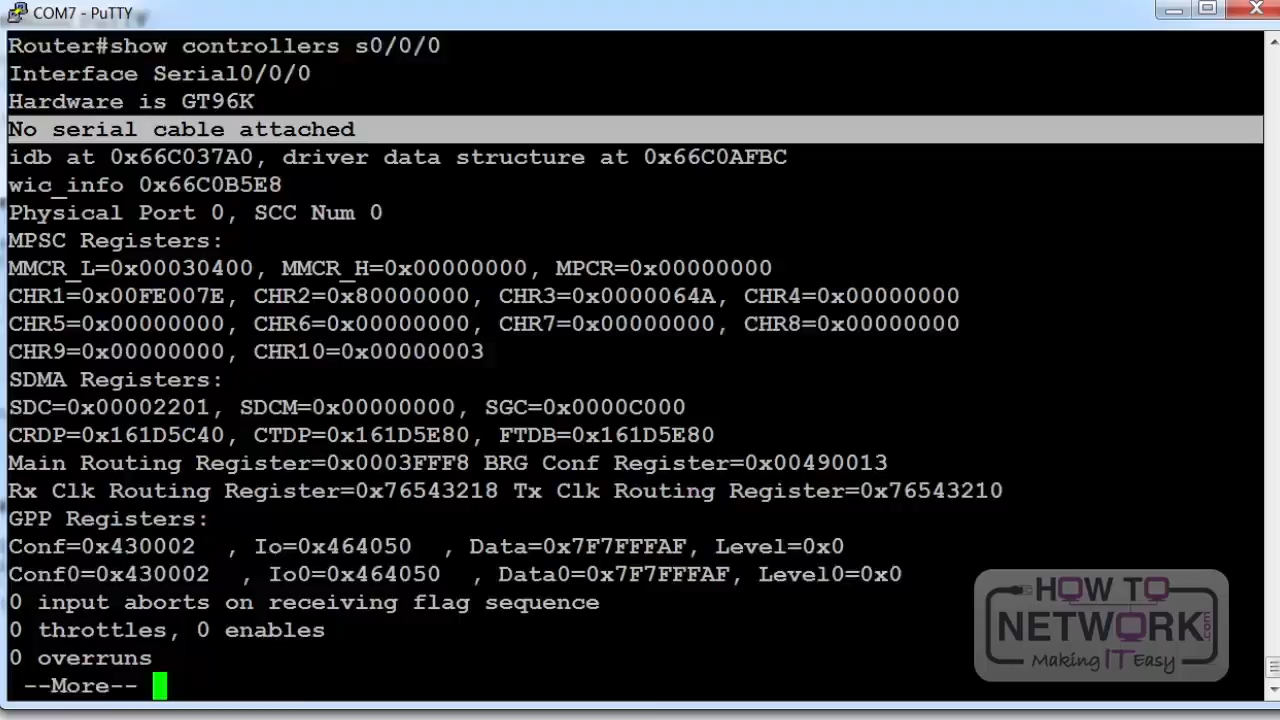 COM7 - PuTTY
Router#show controllers s0/0/0
Interface Serial0/0/0
Hardware is GT96K
No serial cable attached
idb at 0x66C037A0, driver data structure at 0x66C0AFBC
wic_info 0x66C0B5E8
Physical Port 0, SCC Num 0
MPSC Registers:
MMCR_L=0x00030400, MMCR_H=0x00000000, MPCR=0x00000000
CHR1=0x00FE007E, CHR2=0x80000000, CHR3=0x0000064A, CHR4=0x00000000
CHR5=0x00000000, CHR6=0x00000000, CHR7=0x00000000, CHR8=0x00000000
CHR9=0x00000000, CHR10=0x00000003
SDMA Registers:
SDC=0x00002201, SDCM=0x00000000, SGC=0x0000C000
CRDP=0x161D5C40, CTDP=0x161D5E80, FTDB=0x161D5E80
Main Routing Register=0x0003FFF8 BRG Conf Register=0x00490013
Rx Clk Routing Register=0x76543218 Tx Clk Routing Register=0x76543210
GPP Registers:
Conf=0x430002  , Io=0x464050  , Data=0x7F7FFFAF, Level=0x0
Conf0=0x430002  , Io0=0x464050  , Data0=0x7F7FFFAF, Level0=0x0
0 input aborts on receiving flag sequence
0 throttles, 0 enables
0 overruns
--More--
HOW TO
NETWORK.com
Making IT Easy